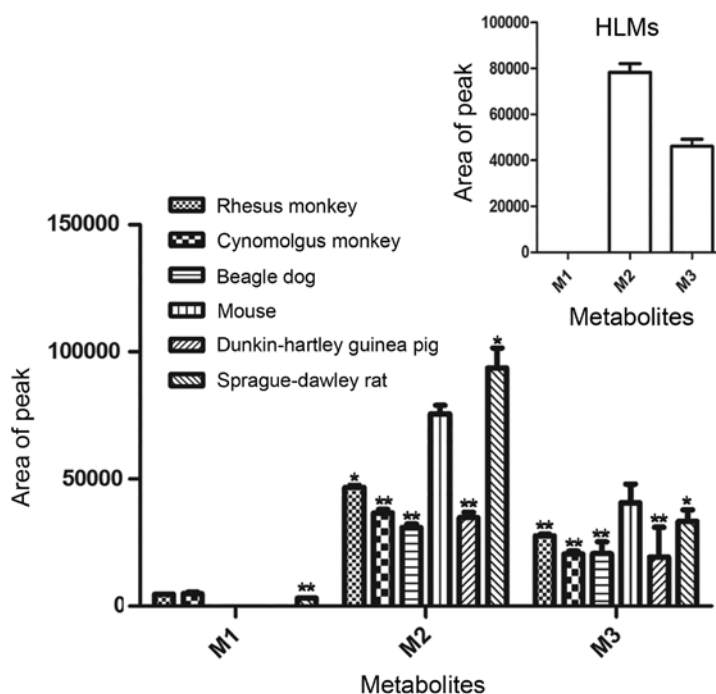 HLMs
Area of peak
100000
80000
60000
40000
20000
0
M1
M2
M3
Metabolites
Rhesus monkey
Cynomolgus monkey
Beagle dog
Mouse
Dunkin-hartley guinea pig
Sprague-dawley rat
Area of peak
150000
100000
50000
0
**
*
**
**
**
*
**
**
**
**
*
M1
M2
M3
Metabolites